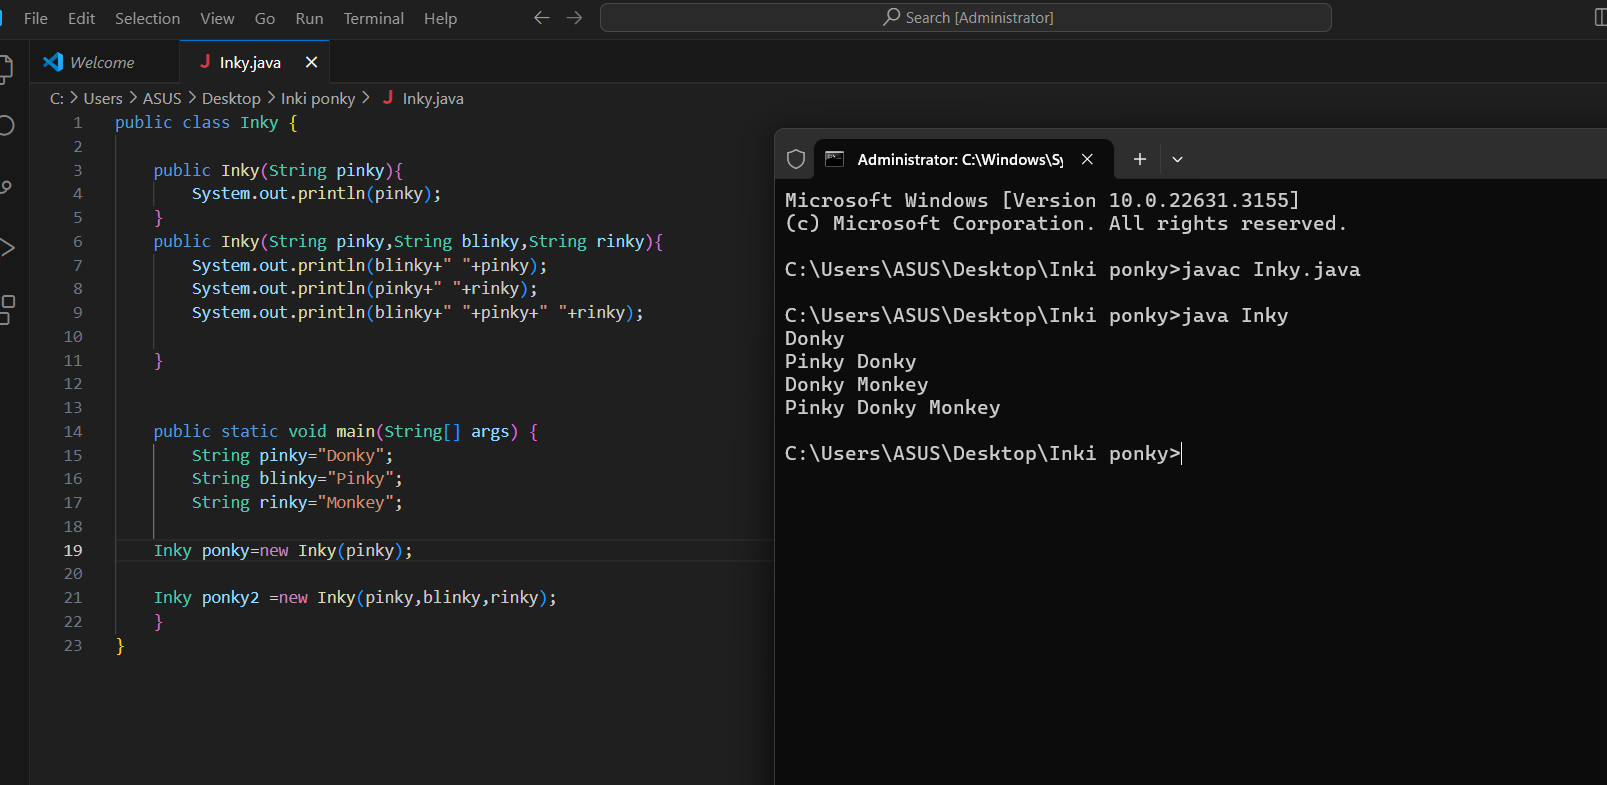 File Edit Selection View Go Run Terminal Help
Search [Administrator]
Welcome
J Inky.java
C: > Users > ASUS > Desktop > Inki ponky > J Inky.java
1 public class Inky {
2
3 public Inky(String pinky){
4 System.out.println(pinky);
5 }
6 public Inky(String pinky,String blinky,String rinky){
7 System.out.println(blinky+" "+pinky);
8 System.out.println(pinky+" "+rinky);
9 System.out.println(blinky+" "+pinky+" "+rinky);
10
11 }
12
13
14 public static void main(String[] args) {
15 String pinky="Donky";
16 String blinky="Pinky";
17 String rinky="Monkey";
18
19 Inky ponky=new Inky(pinky);
20
21 Inky ponky2 =new Inky(pinky,blinky,rinky);
22 }
23 }
Administrator: C:\Windows\Sy
Microsoft Windows [Version 10.0.22631.3155]
(c) Microsoft Corporation. All rights reserved.
C:\Users\ASUS\Desktop\Inki ponky>javac Inky.java
C:\Users\ASUS\Desktop\Inki ponky>java Inky
Donky
Pinky Donky
Donky Monkey
Pinky Donky Monkey
C:\Users\ASUS\Desktop\Inki ponky>